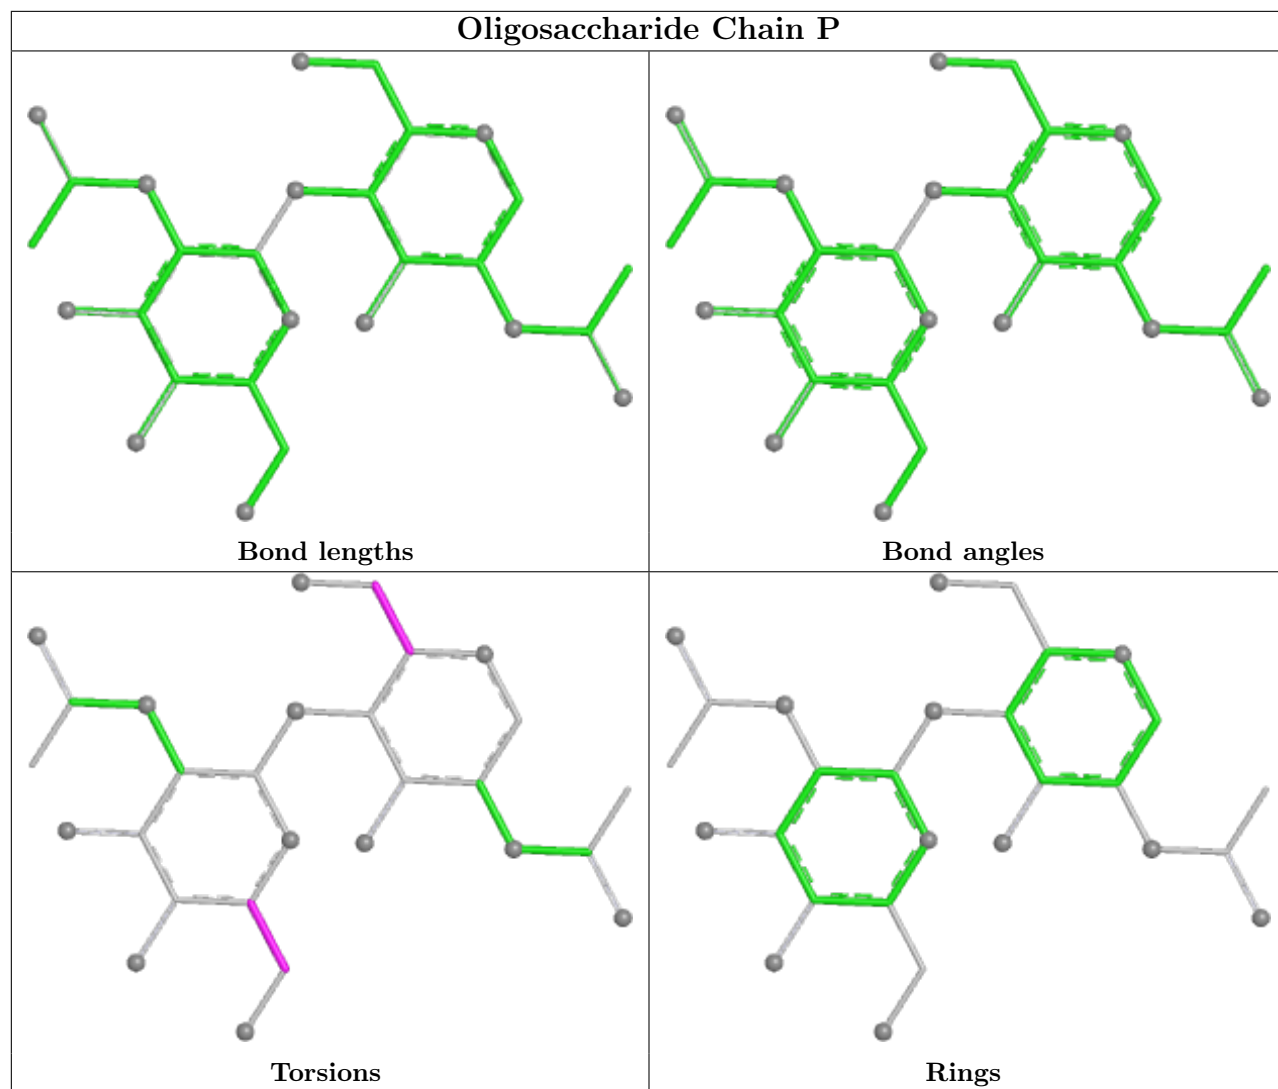 Oligosaccharide Chain P
Bond lengths
Bond angles
Torsions
Rings